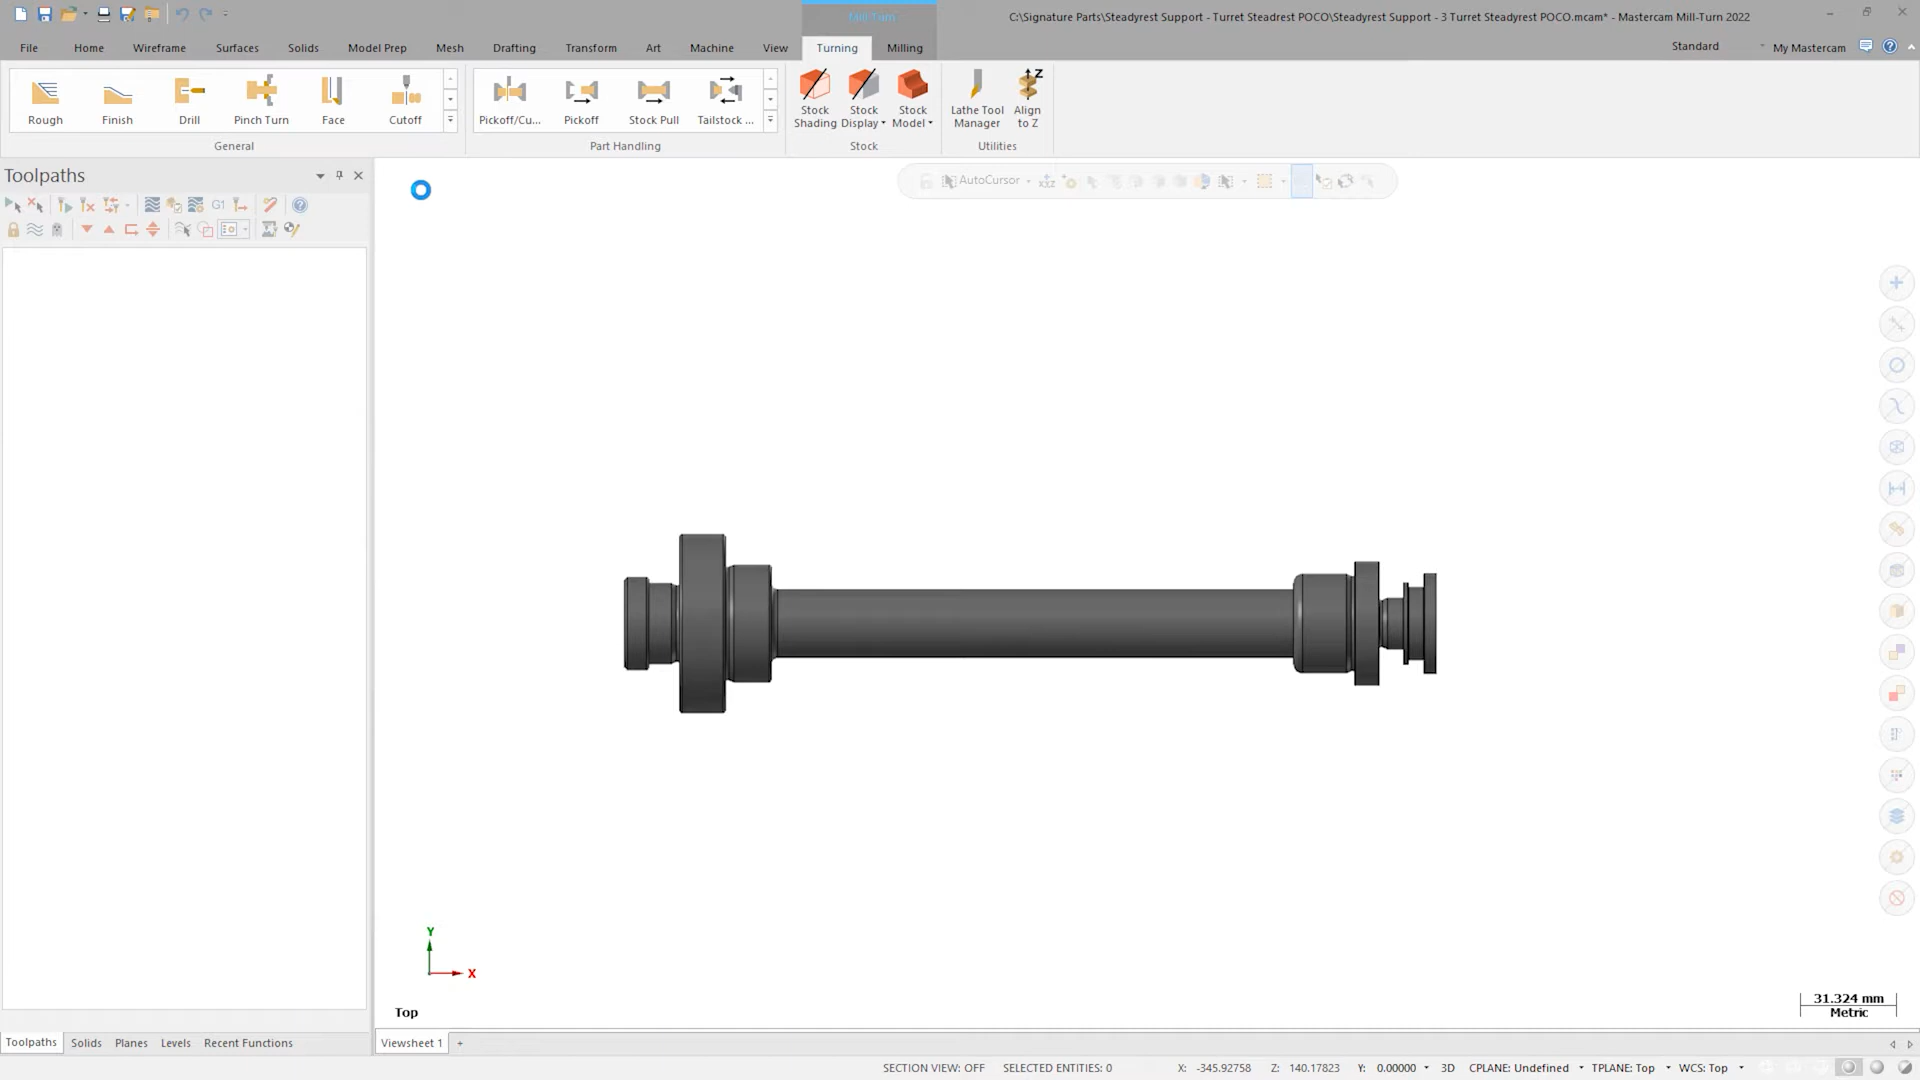 Mill-Turn
C:\Signature Parts\Steadyrest Support - Turret Steadrest POCO\Steadyrest Support - 3 Turret Steadyrest POCO.mcam* - Mastercam Mill-Turn 2022
File Home Wireframe Surfaces Solids Model Prep Mesh Drafting Transform Art Machine View Turning Milling
Standard My Mastercam
Rough Finish Drill Pinch Turn Face Cutoff
Pickoff/Cu... Pickoff Stock Pull Tailstock ...
Stock Shading
Stock Display
Stock Model
Lathe Tool Manager
Align to Z
Z
General Part Handling Stock Utilities
Toolpaths
AutoCursor
XYZ
G1
Y
X
Top
31.324 mm
Metric
Toolpaths Solids Planes Levels Recent Functions
Viewsheet 1 +
SECTION VIEW: OFF SELECTED ENTITIES: 0 X: -345.92758 Z: 140.17823 Y: 0.00000 3D CPLANE: Undefined TPLANE: Top WCS: Top